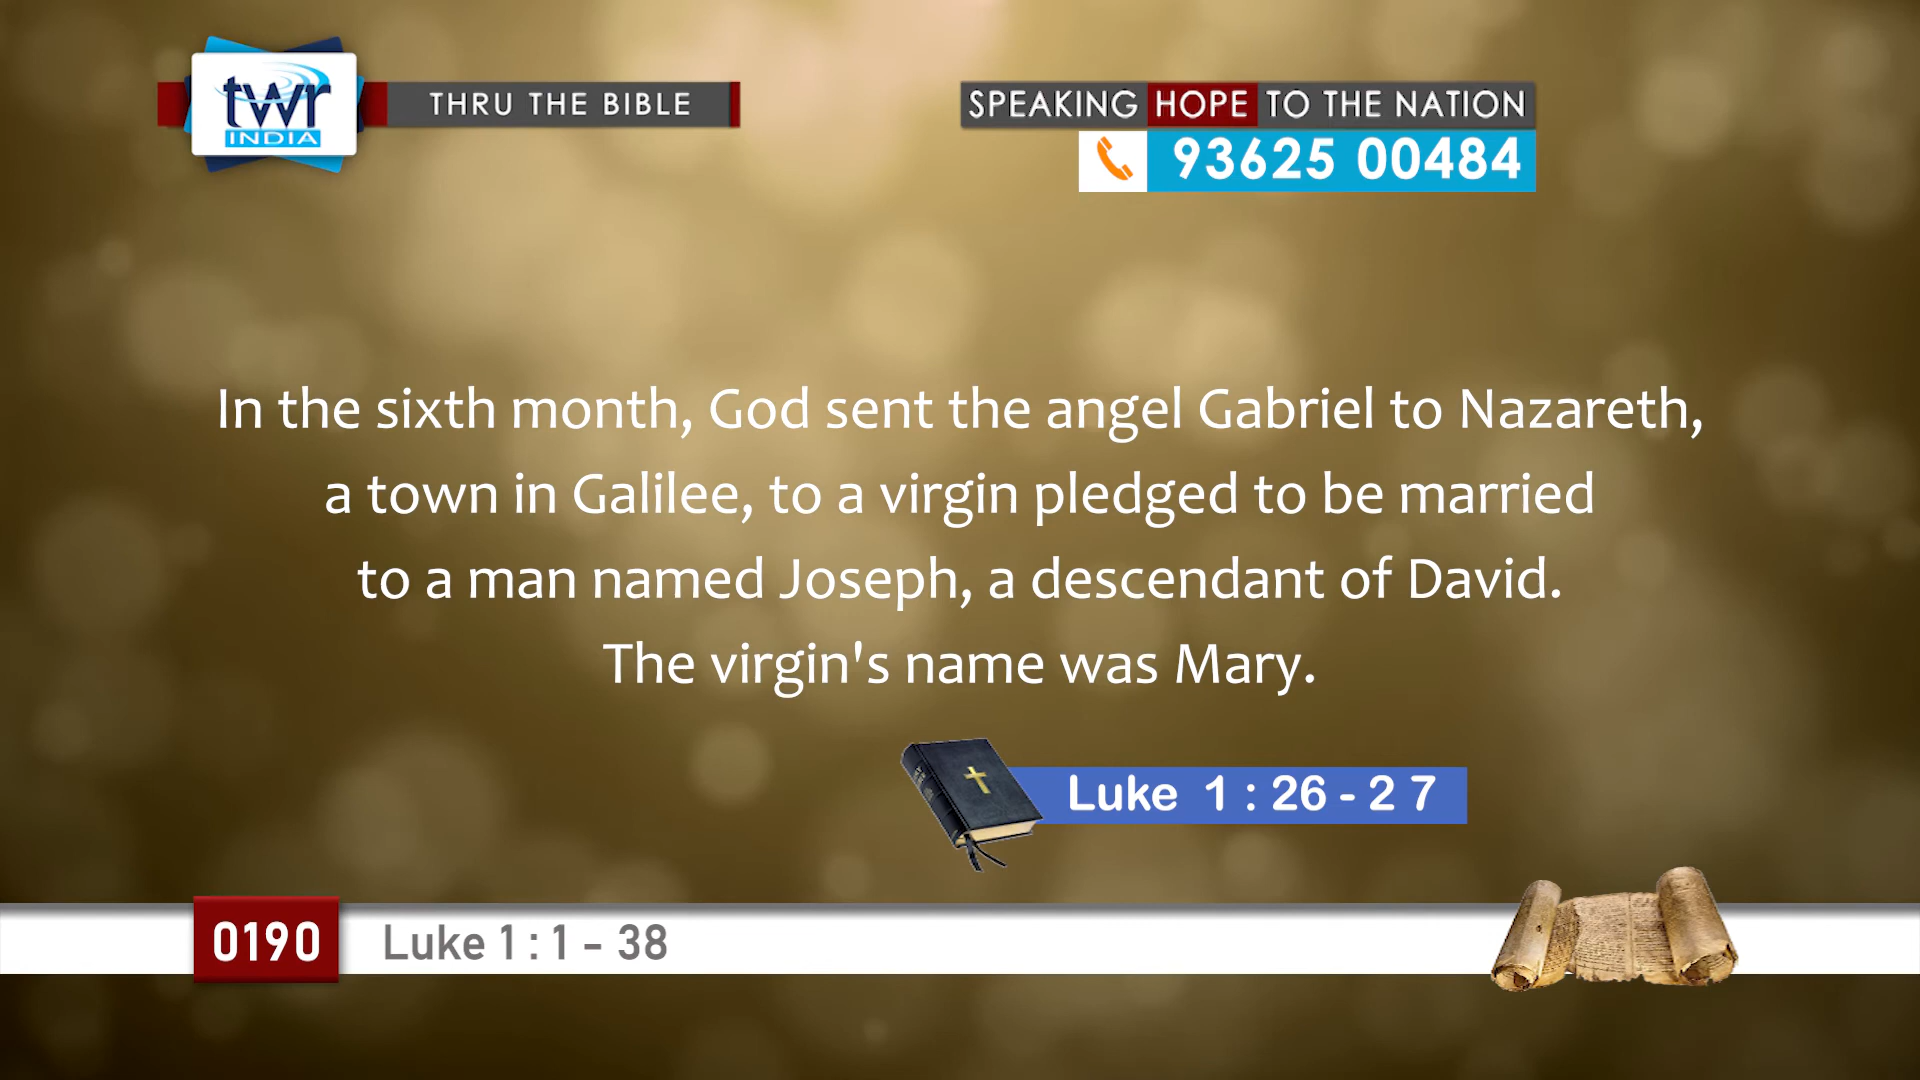 twr
INDIA
THRU THE BIBLE
SPEAKING HOPE TO THE NATION
93625 00484
In the sixth month, God sent the angel Gabriel to Nazareth,
a town in Galilee, to a virgin pledged to be married
to a man named Joseph, a descendant of David.
The virgin's name was Mary.
Luke 1 : 26 - 2 7
0190
Luke 1 : 1 - 38